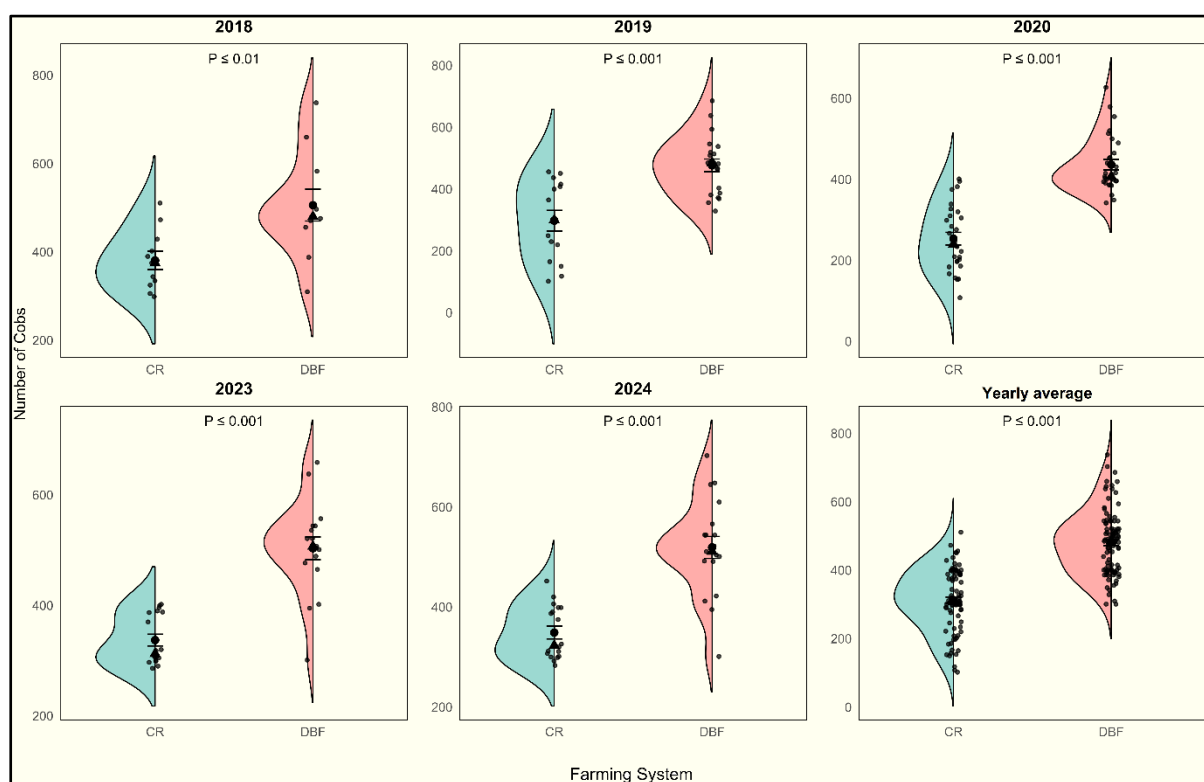 2018
2019
2020
P ≤ 0.01
P ≤ 0.001
P ≤ 0.001
800
600
400
200
800
600
400
200
0
600
400
200
0
CR
DBF
CR
DBF
CR
DBF
Number of Cobs
2023
2024
Yearly average
P ≤ 0.001
P ≤ 0.001
P ≤ 0.001
600
400
200
800
600
400
200
800
600
400
200
0
CR
DBF
CR
DBF
CR
DBF
Farming System